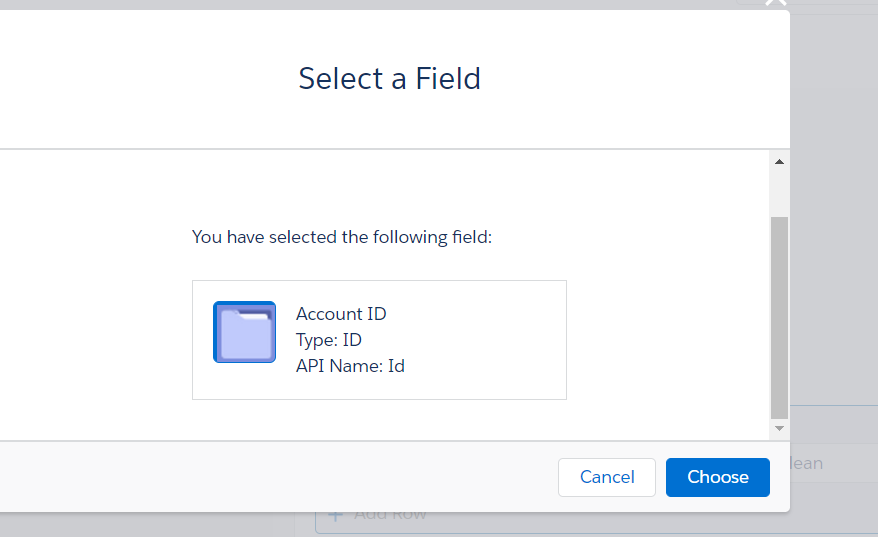 Select a Field
You have selected the following field:
Account ID
Type: ID
API Name: Id
lean
Cancel
Choose
Add Row